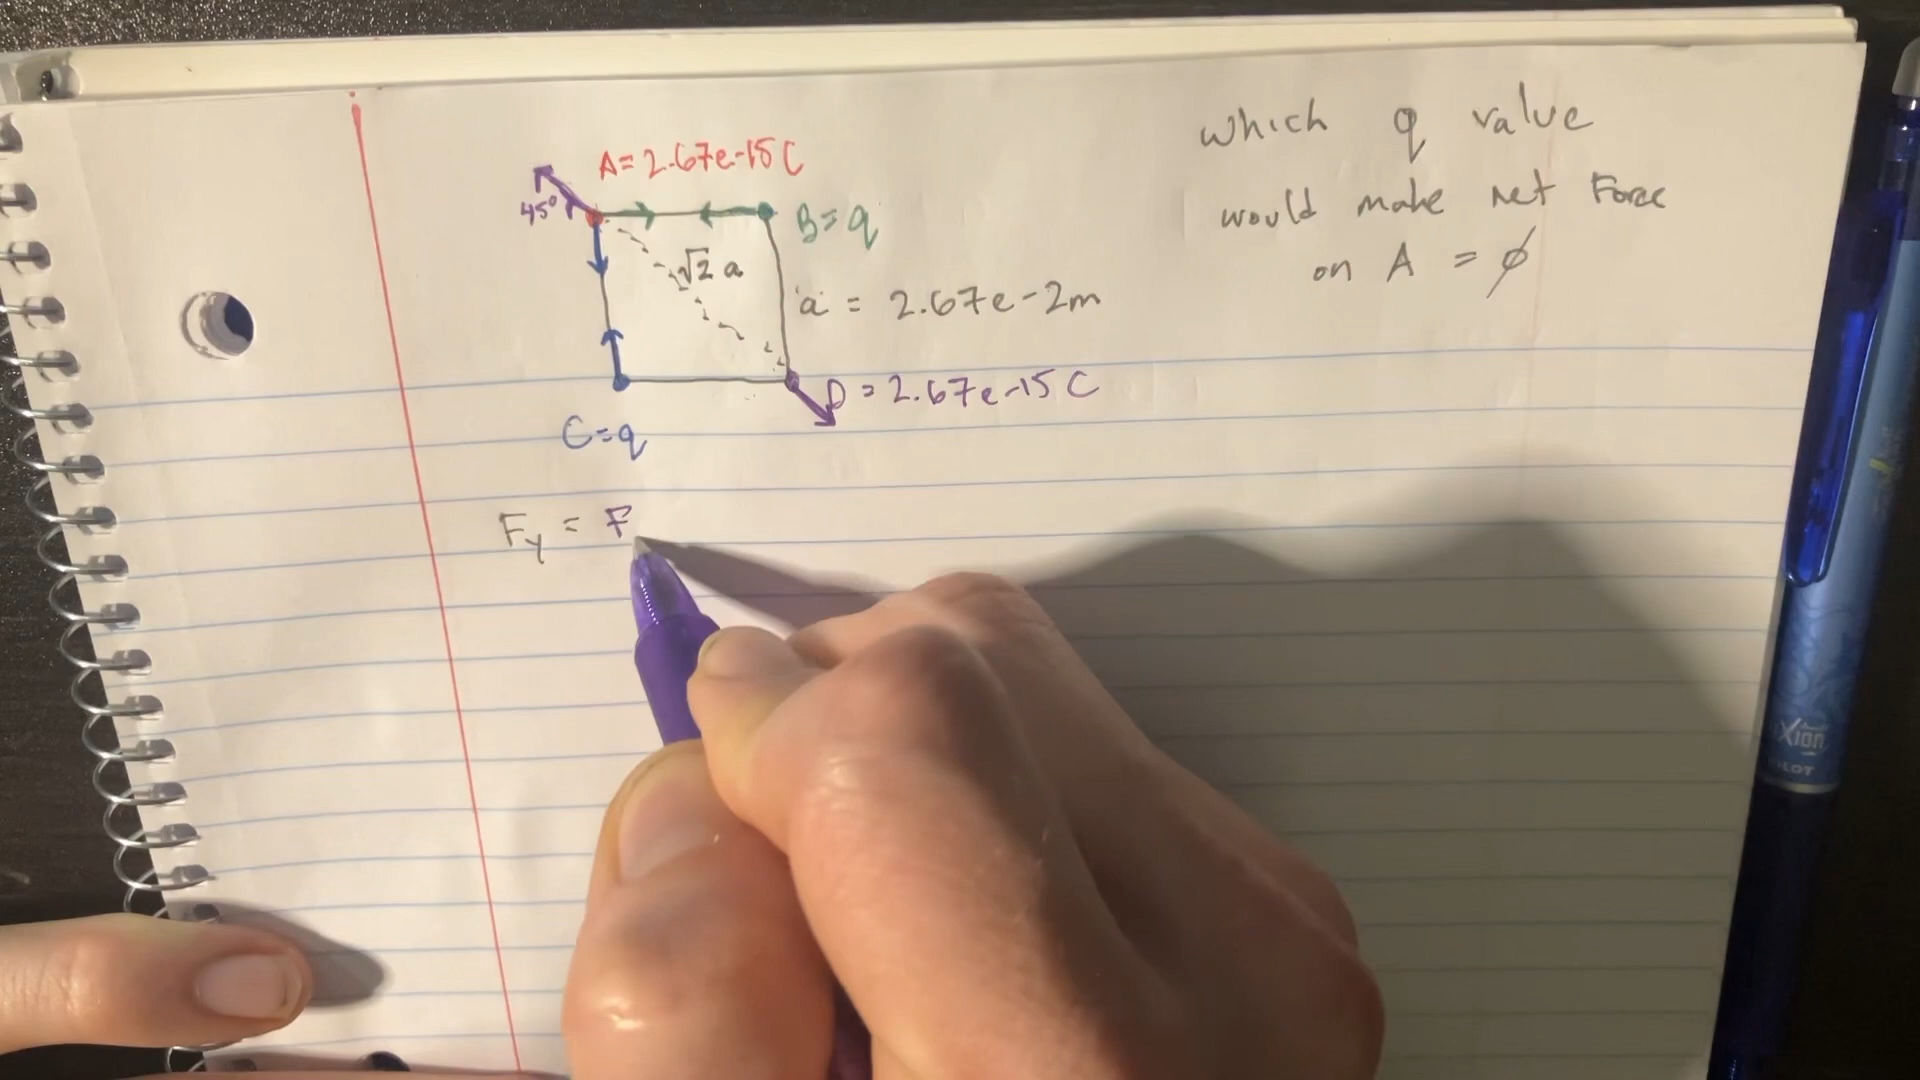 which q value
would make net Force
on A = ϕ
A= 2.67e-15 C
45°
B= q
√2 a
a = 2.67e-2m
D = 2.67e-15 C
C= q
Fy = F
PILOT